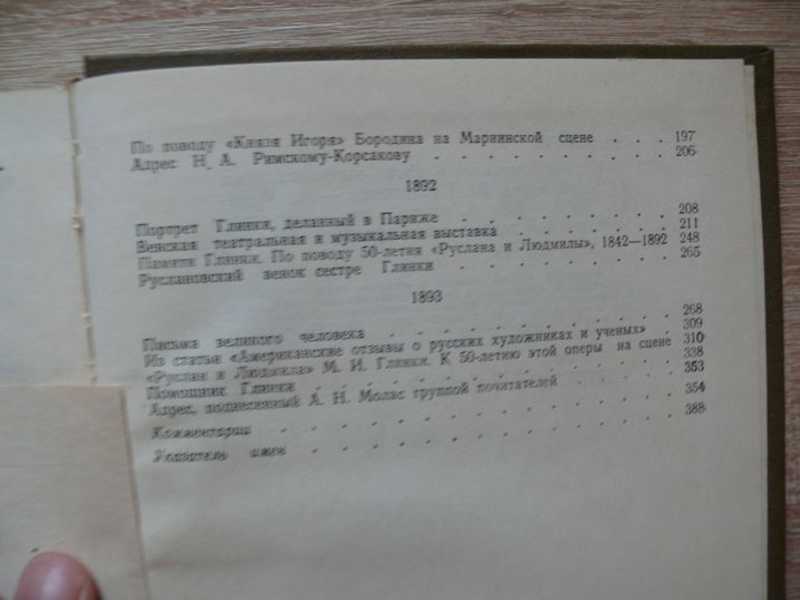 По поводу «Князя Игоря» Бородина на Мариинской сцене . . . 197
Адрес Н. А. Римскому-Корсакову . . . . . . . . . 206
1892
Портрет Глинки, деланный в Париже . . . . . . . . 208
Венская театральная и музыкальная выставка . . . . . . 211
Памяти Глинки. По поводу 50-летия «Руслана и Людмилы», 1842—1892 248
Руслановский венок сестре Глинки . . . . . . . . 265
1893
Письма великого человека . . . . . . . . . . 268
Из статьи «Американские отзывы о русских художниках и ученых» . 309
«Руслан и Людмила» М. И. Глинки. К 50-летию этой оперы на сцене 310
Помощник Глинки . . . . . . . . . . . . 338
Адрес, поднесенный А. Н. Молас группой почитателей . . . . 353
Комментарии . . . . . . . . . . . . . 354
Указатель имен . . . . . . . . . . . . 388